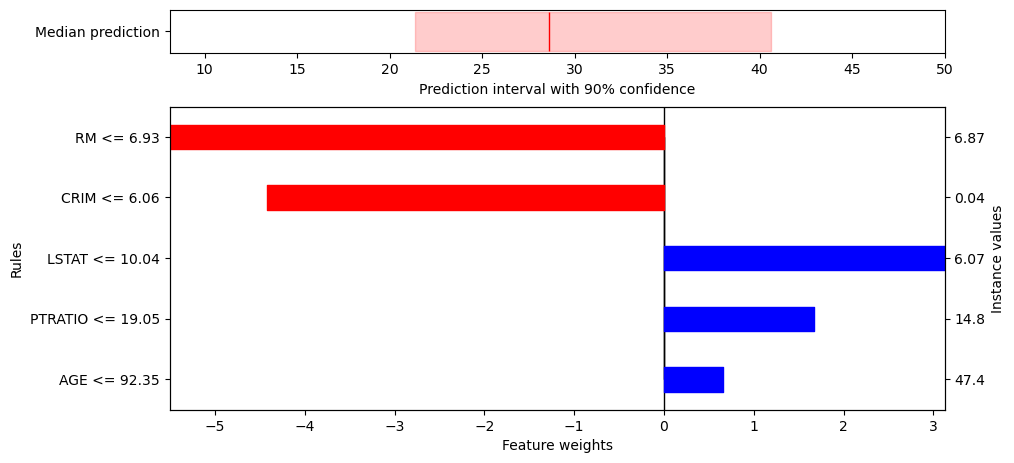 Median prediction
10 15 20 25 30 35 40 45 50
Prediction interval with 90% confidence
Rules
RM <= 6.93 6.87
CRIM <= 6.06 0.04
LSTAT <= 10.04 6.07
PTRATIO <= 19.05 14.8
AGE <= 92.35 47.4
Instance values
−5 −4 −3 −2 −1 0 1 2 3
Feature weights